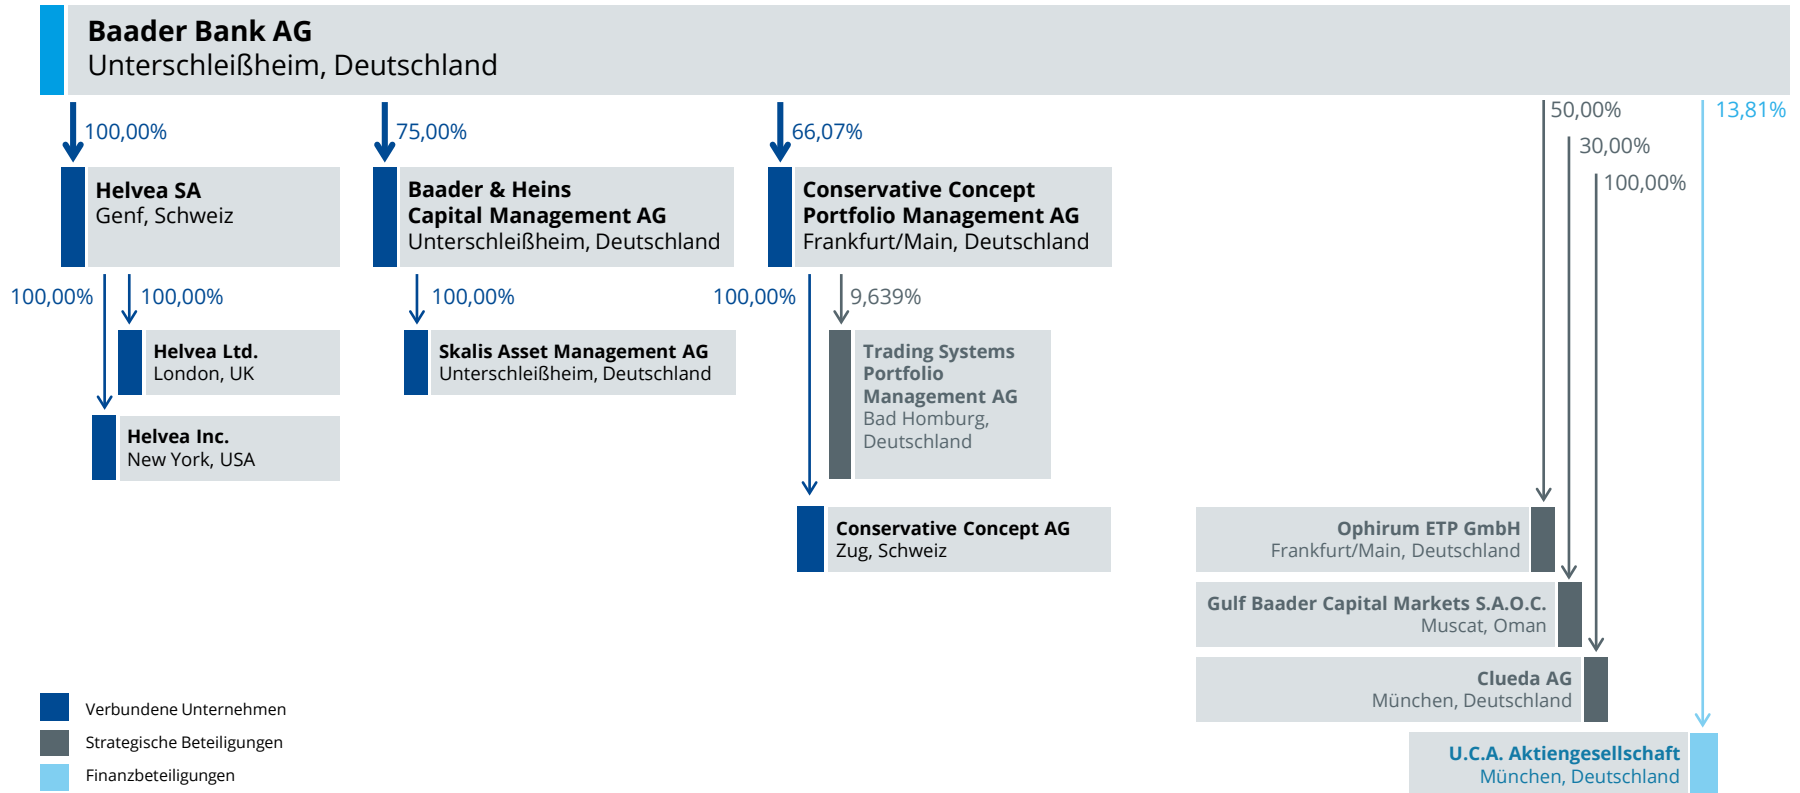 Baader Bank AG
Unterschleißheim, Deutschland
100,00%
75,00%
66,07%
50,00%
30,00%
100,00%
13,81%
Helvea SA
Genf, Schweiz
Baader & Heins
Capital Management AG
Unterschleißheim, Deutschland
Conservative Concept
Portfolio Management AG
Frankfurt/Main, Deutschland
100,00%
100,00%
100,00%
100,00%
9,639%
Helvea Ltd.
London, UK
Helvea Inc.
New York, USA
Skalis Asset Management AG
Unterschleißheim, Deutschland
Trading Systems
Portfolio
Management AG
Bad Homburg,
Deutschland
Conservative Concept AG
Zug, Schweiz
Ophirum ETP GmbH
Frankfurt/Main, Deutschland
Gulf Baader Capital Markets S.A.O.C.
Muscat, Oman
Clueda AG
München, Deutschland
U.C.A. Aktiengesellschaft
München, Deutschland
Verbundene Unternehmen
Strategische Beteiligungen
Finanzbeteiligungen